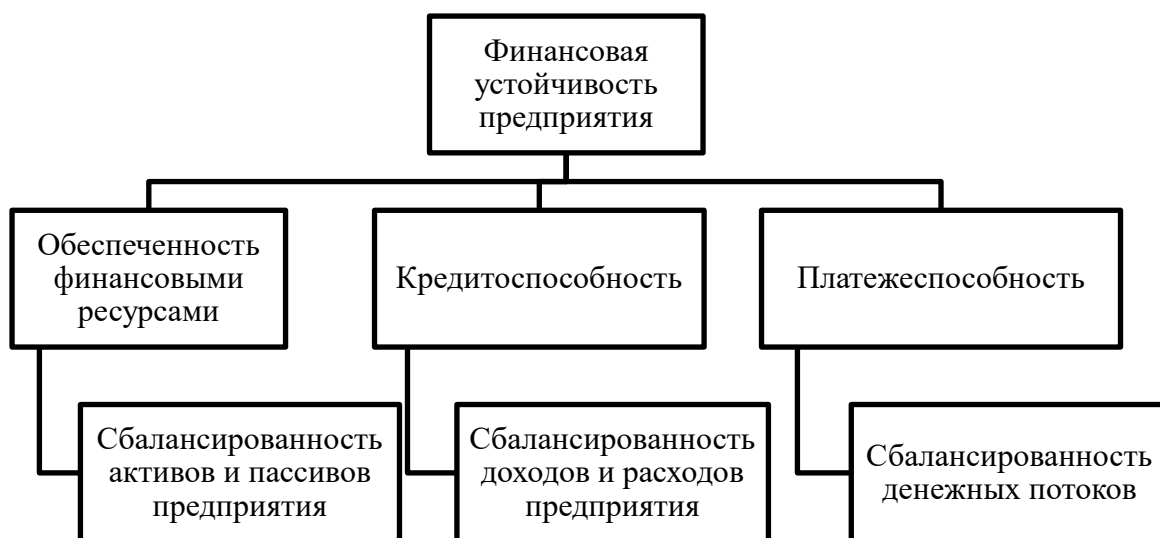 Финансовая
устойчивость
предприятия
Обеспеченность
финансовыми
ресурсами
Кредитоспособность
Платежеспособность
Сбалансированность
активов и пассивов
предприятия
Сбалансированность
доходов и расходов
предприятия
Сбалансированность
денежных потоков